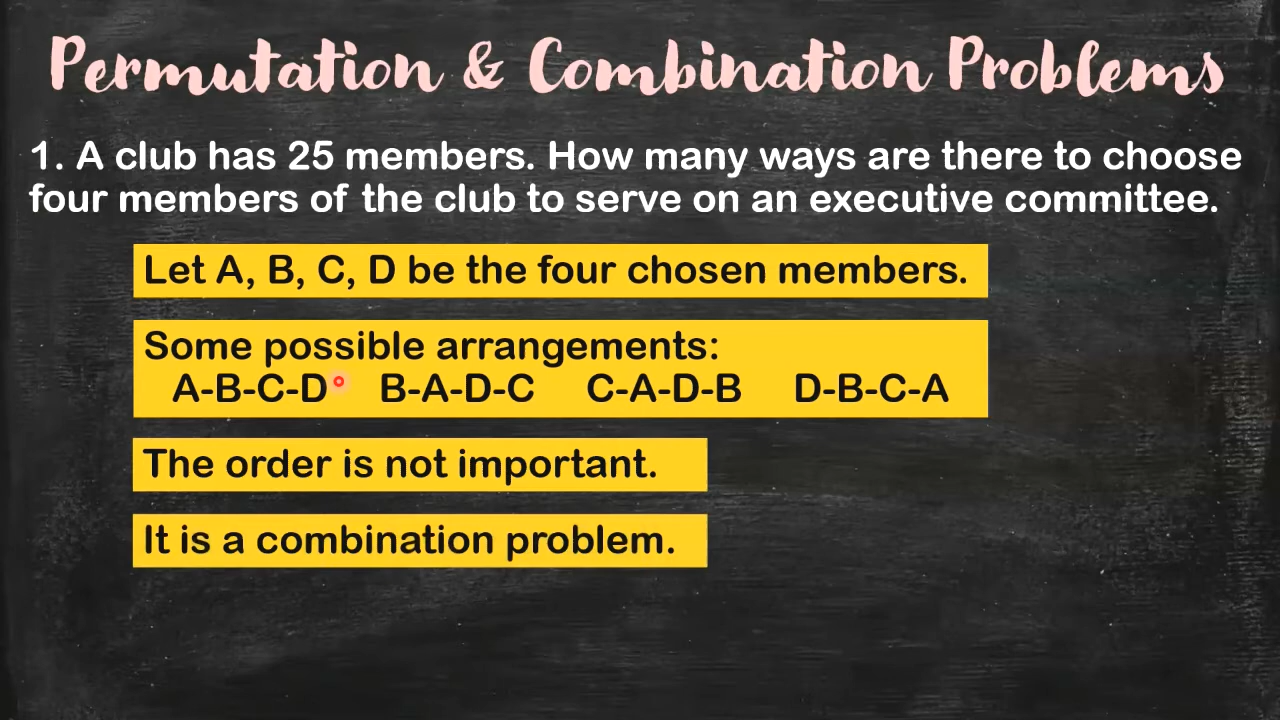 Permutation & Combination Problems
1. A club has 25 members. How many ways are there to choose
four members of the club to serve on an executive committee.
Let A, B, C, D be the four chosen members.
Some possible arrangements:
A-B-C-D B-A-D-C C-A-D-B D-B-C-A
The order is not important.
It is a combination problem.